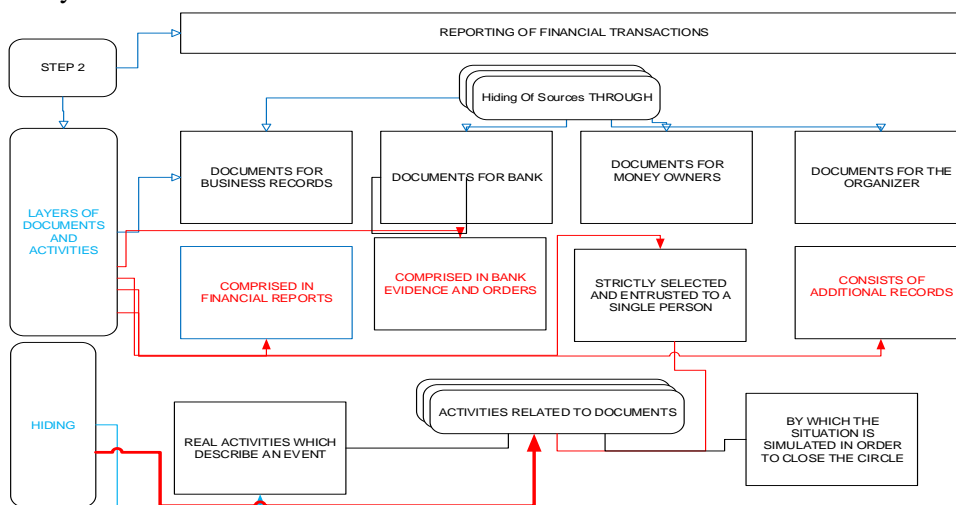 REPORTING OF FINANCIAL TRANSACTIONS
STEP 2
Hiding Of Sources THROUGH
DOCUMENTS FOR
BUSINESS RECORDS
DOCUMENTS FOR BANK
DOCUMENTS FOR
MONEY OWNERS
DOCUMENTS FOR THE
ORGANIZER
LAYERS OF
DOCUMENTS
AND
ACTIVITIES
COMPRISED IN
FINANCIAL REPORTS
COMPRISED IN BANK
EVIDENCE AND ORDERS
STRICTLY SELECTED
AND ENTRUSTED TO A
SINGLE PERSON
CONSISTS OF
ADDITIONAL RECORDS
HIDING
REAL ACTIVITIES WHICH
DESCRIBE AN EVENT
ACTIVITIES RELATED TO DOCUMENTS
BY WHICH THE
SITUATION IS
SIMULATED IN ORDER
TO CLOSE THE CIRCLE